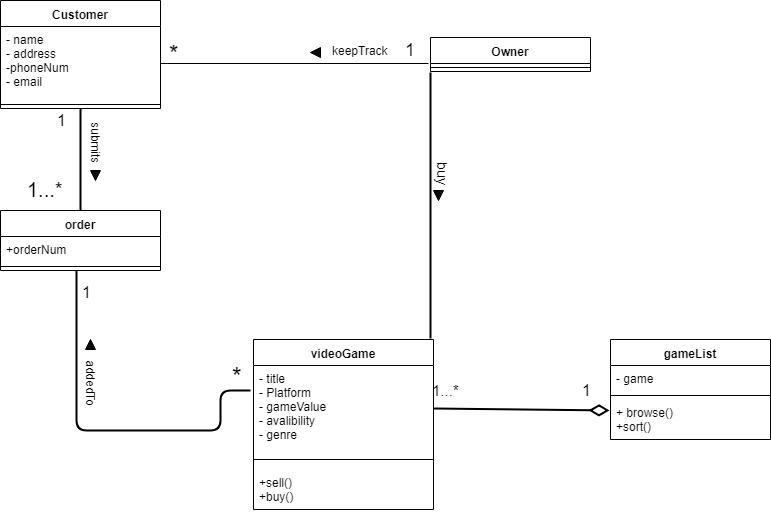 Customer
- name
- address
-phoneNum
- email
*
keepTrack
1
Owner
1
submits
1...*
buy
order
+orderNum
1
addedTo
*
videoGame
- title
- Platform
- gameValue
- avalibility
- genre
+sell()
+buy()
1...*
1
gameList
- game
+ browse()
+sort()